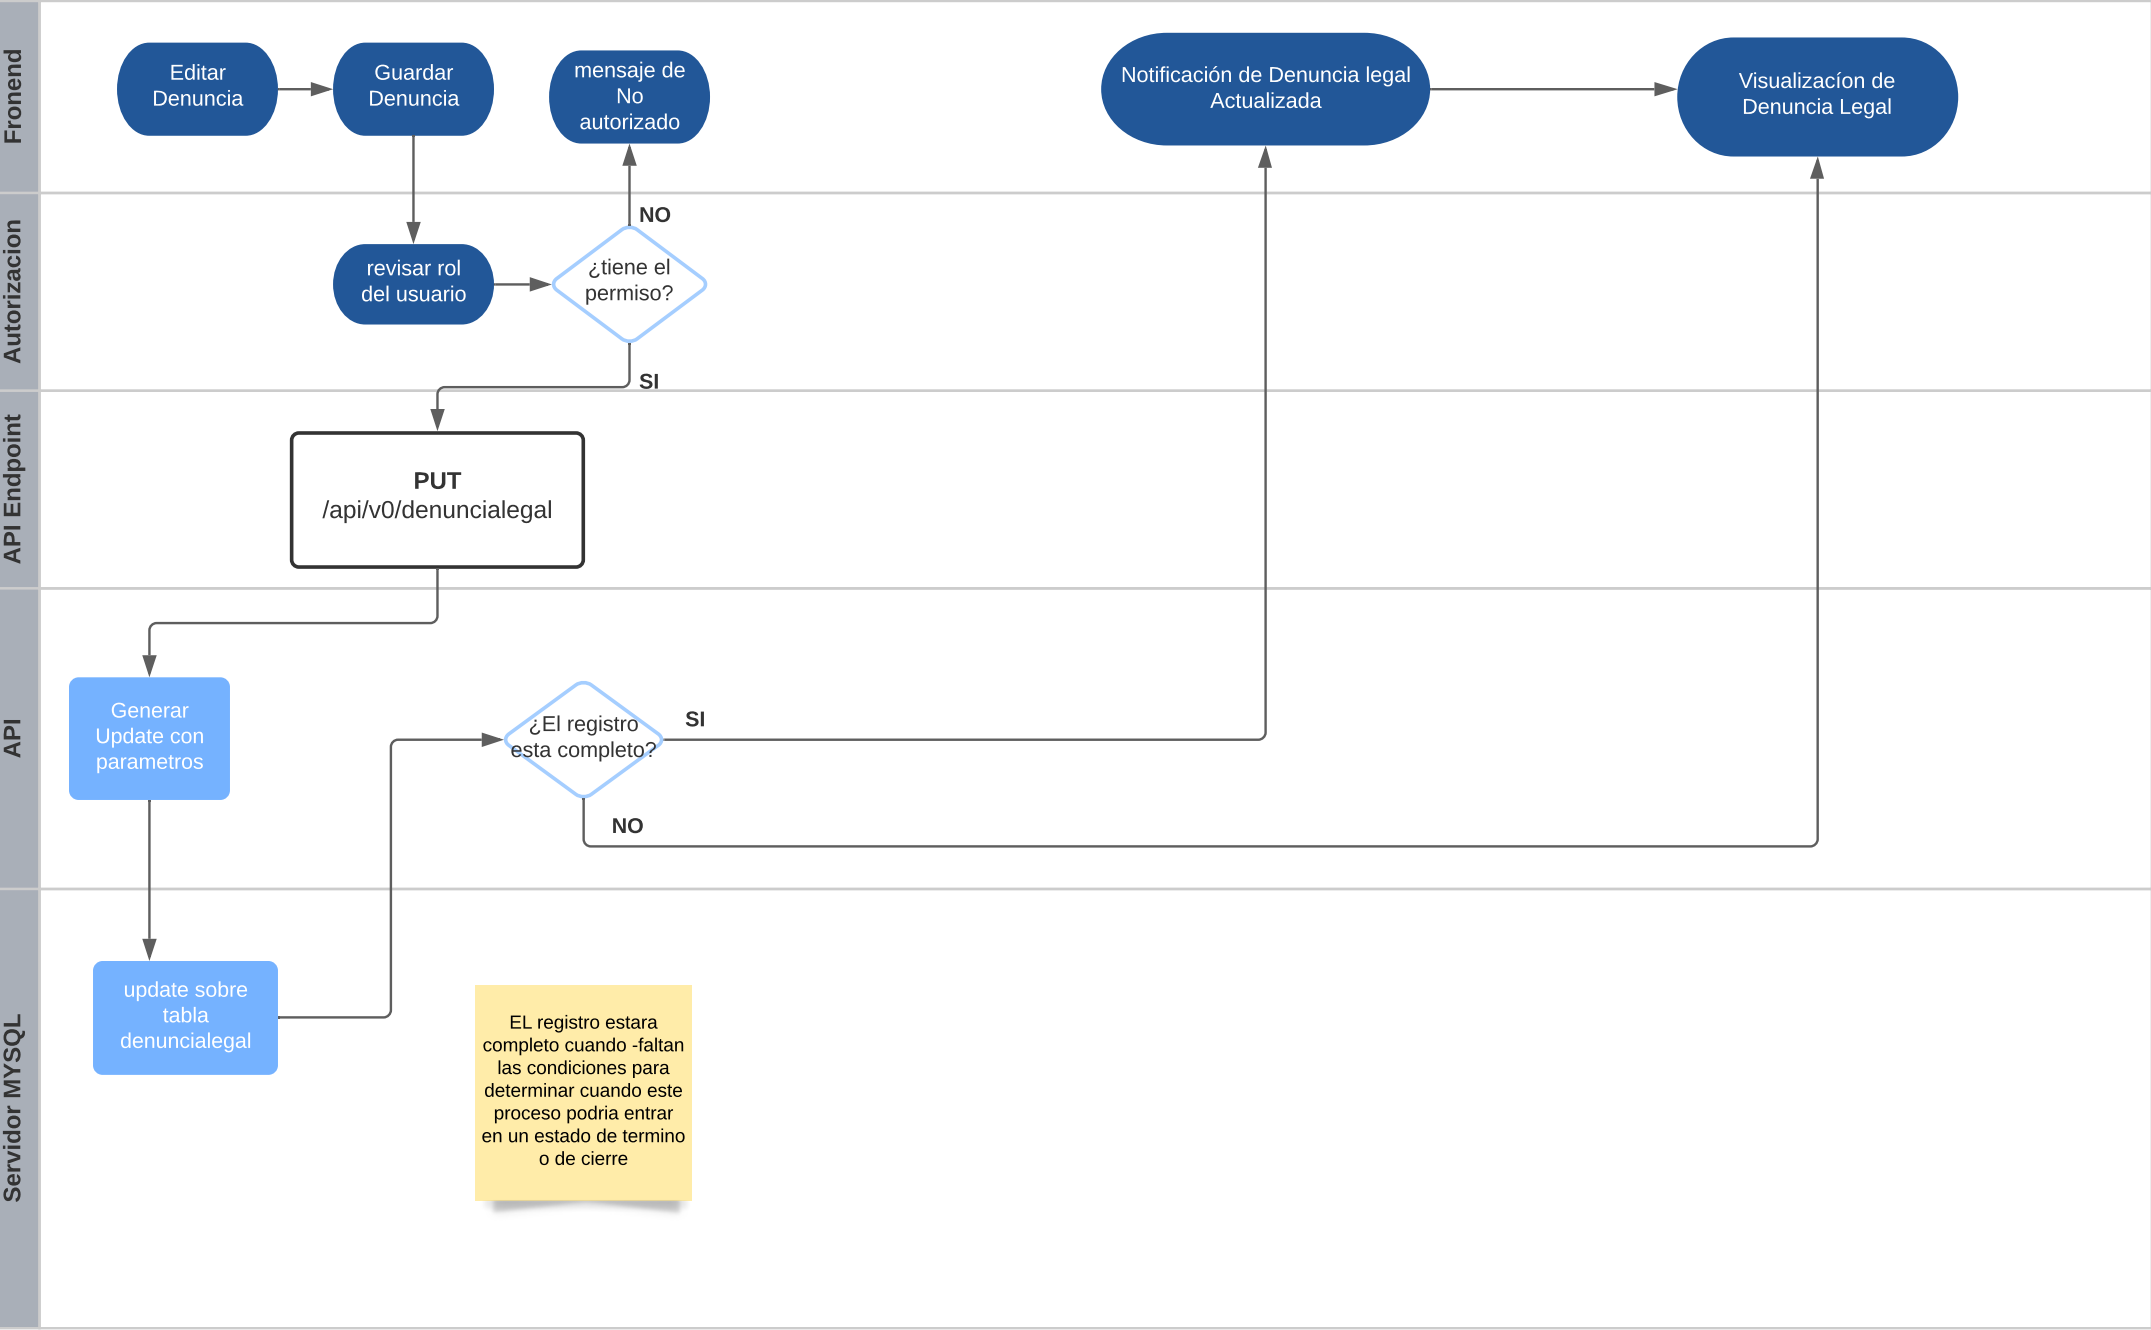 Fronend
Editar
Denuncia
Guardar
Denuncia
mensaje de
No
autorizado
Notificación de Denuncia legal
Actualizada
Visualizacíon de
Denuncia Legal
Autorizacion
revisar rol
del usuario
¿tiene el
permiso?
NO
SI
API Endpoint
PUT
/api/v0/denuncialegal
API
Generar
Update con
parametros
¿El registro
esta completo?
SI
NO
Servidor MYSQL
update sobre
tabla
denuncialegal
EL registro estara
completo cuando -faltan
las condiciones para
determinar cuando este
proceso podria entrar
en un estado de termino
o de cierre